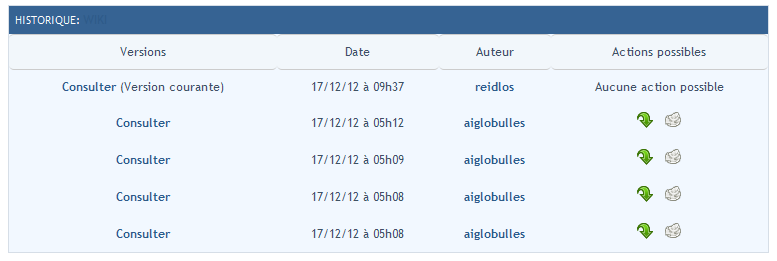 HISTORIQUE: WIKI
Versions Date Auteur Actions possibles
Consulter (Version courante) 17/12/12 à 09h37 reidlos Aucune action possible
Consulter 17/12/12 à 05h12 aiglobulles
Consulter 17/12/12 à 05h09 aiglobulles
Consulter 17/12/12 à 05h08 aiglobulles
Consulter 17/12/12 à 05h08 aiglobulles